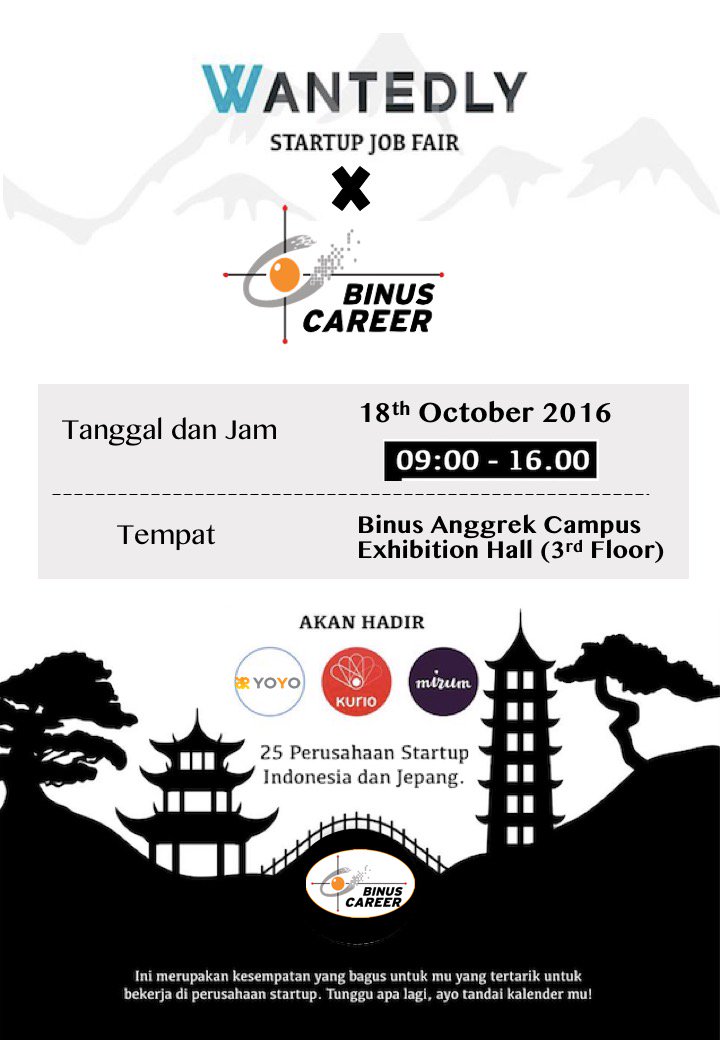 WANTEDLY
STARTUP JOB FAIR
X
BINUS
CAREER
Tanggal dan Jam
18th October 2016
09:00 - 16.00
Tempat
Binus Anggrek Campus
Exhibition Hall (3rd Floor)
AKAN HADIR
YOYO
KURIO
mirum
25 Perusahaan Startup
Indonesia dan Jepang.
BINUS
CAREER
Ini merupakan kesempatan yang bagus untuk mu yang tertarik untuk
bekerja di perusahaan startup. Tunggu apa lagi, ayo tandai kalender mu!